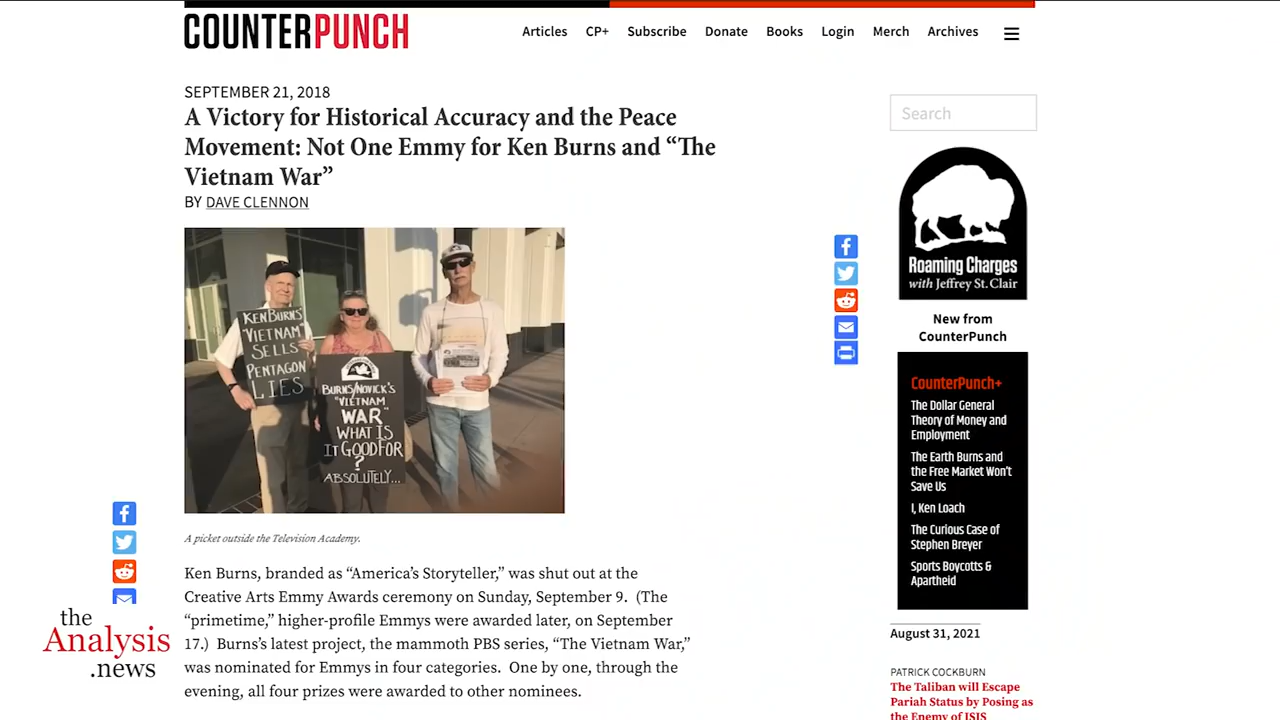 COUNTERPUNCH
Articles CP+ Subscribe Donate Books Login Merch Archives
SEPTEMBER 21, 2018
A Victory for Historical Accuracy and the Peace
Movement: Not One Emmy for Ken Burns and “The
Vietnam War”
BY DAVE CLENNON
KEN BURNS'
"VIETNAM"
SELLS
PENTAGON
LIES
BURNS/NOVICK'S
"VIETNAM
WAR"
WHAT IS
IT GOOD FOR
?
ABSOLUTELY...
A picket outside the Television Academy.
Ken Burns, branded as “America’s Storyteller,” was shut out at the
Creative Arts Emmy Awards ceremony on Sunday, September 9. (The
“primetime,” higher-profile Emmys were awarded later, on September
17.) Burns’s latest project, the mammoth PBS series, “The Vietnam War,”
was nominated for Emmys in four categories. One by one, through the
evening, all four prizes were awarded to other nominees.
Search
Roaming Charges
with Jeffrey St. Clair
New from
CounterPunch
CounterPunch+
The Dollar General
Theory of Money and
Employment
The Earth Burns and
the Free Market Won't
Save Us
I, Ken Loach
The Curious Case of
Stephen Breyer
Sports Boycotts &
Apartheid
August 31, 2021
PATRICK COCKBURN
The Taliban will Escape
Pariah Status by Posing as
the Enemy of ISIS
the
Analysis
.news